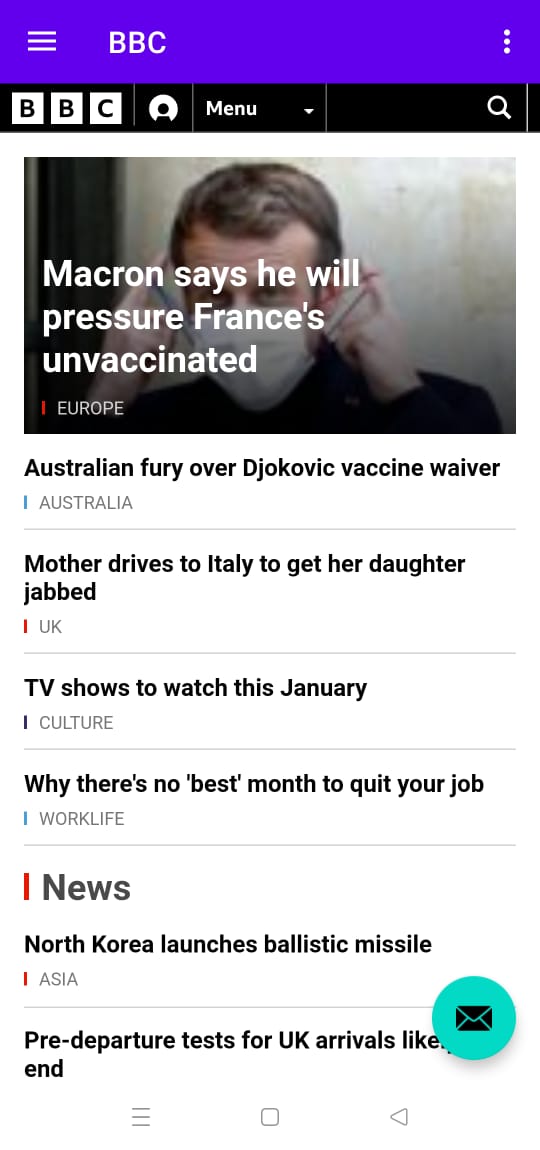 BBC
BBC
Menu
Macron says he will
pressure France's
unvaccinated
EUROPE
Australian fury over Djokovic vaccine waiver
AUSTRALIA
Mother drives to Italy to get her daughter
jabbed
UK
TV shows to watch this January
CULTURE
Why there's no 'best' month to quit your job
WORKLIFE
News
North Korea launches ballistic missile
ASIA
Pre-departure tests for UK arrivals
end